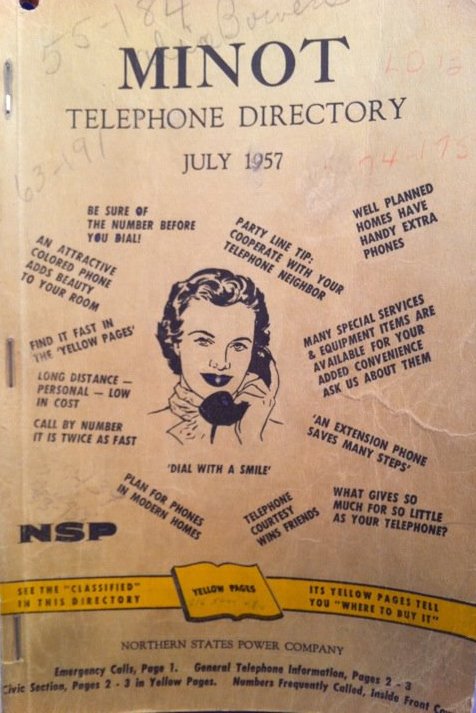 55-184
MINOT
TELEPHONE DIRECTORY
63-191
JULY 1957
BE SURE OF
THE NUMBER BEFORE
YOU DIAL!
PARTY LINE TIP:
COOPERATE WITH YOUR
TELEPHONE NEIGHBOR
WELL PLANNED
HOMES HAVE
HANDY EXTRA
PHONES
AN ATTRACTIVE
COLORED PHONE
ADDS BEAUTY
TO YOUR ROOM
FIND IT FAST IN
THE 'YELLOW PAGES'
MANY SPECIAL SERVICES
& EQUIPMENT ITEMS ARE
AVAILABLE FOR YOUR
ADDED CONVENIENCE
ASK US ABOUT THEM
LONG DISTANCE —
PERSONAL — LOW
IN COST
CALL BY NUMBER
IT IS TWICE AS FAST
'AN EXTENSION PHONE
SAVES MANY STEPS'
'DIAL WITH A SMILE'
PLAN FOR PHONES
IN MODERN HOMES
TELEPHONE
COURTESY
WINS FRIENDS
WHAT GIVES SO
MUCH FOR SO LITTLE
AS YOUR TELEPHONE?
NSP
SEE THE "CLASSIFIED"
IN THIS DIRECTORY
YELLOW PAGES
ITS YELLOW PAGES TELL
YOU "WHERE TO BUY IT"
NORTHERN STATES POWER COMPANY
Emergency Calls, Page 1. General Telephone Information, Pages 2 - 3
Civic Section, Pages 2 - 3 in Yellow Pages. Numbers Frequently Called, Inside Front